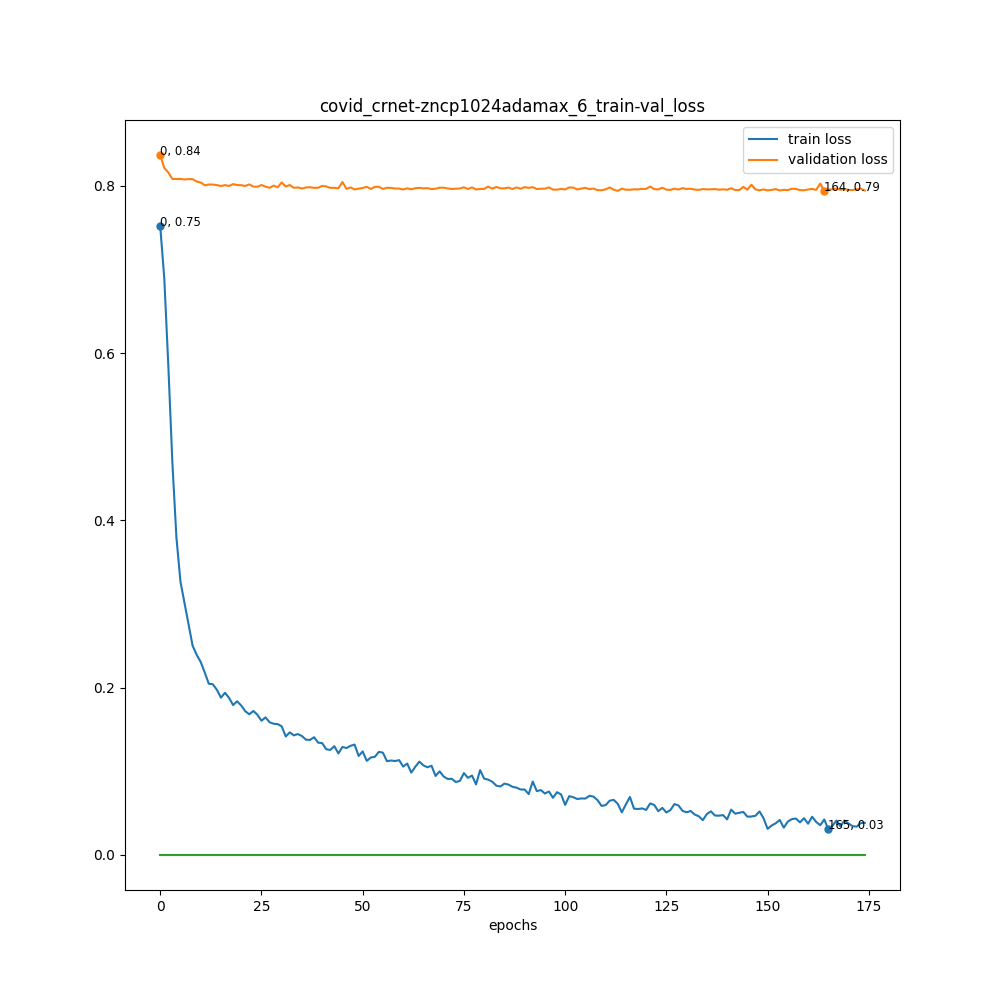 covid_crnet-zncp1024adamax_6_train-val_loss
train loss
validation loss
0, 0.84
164, 0.79
0, 0.75
165, 0.03
0.8
0.6
0.4
0.2
0.0
0 25 50 75 100 125 150 175
epochs